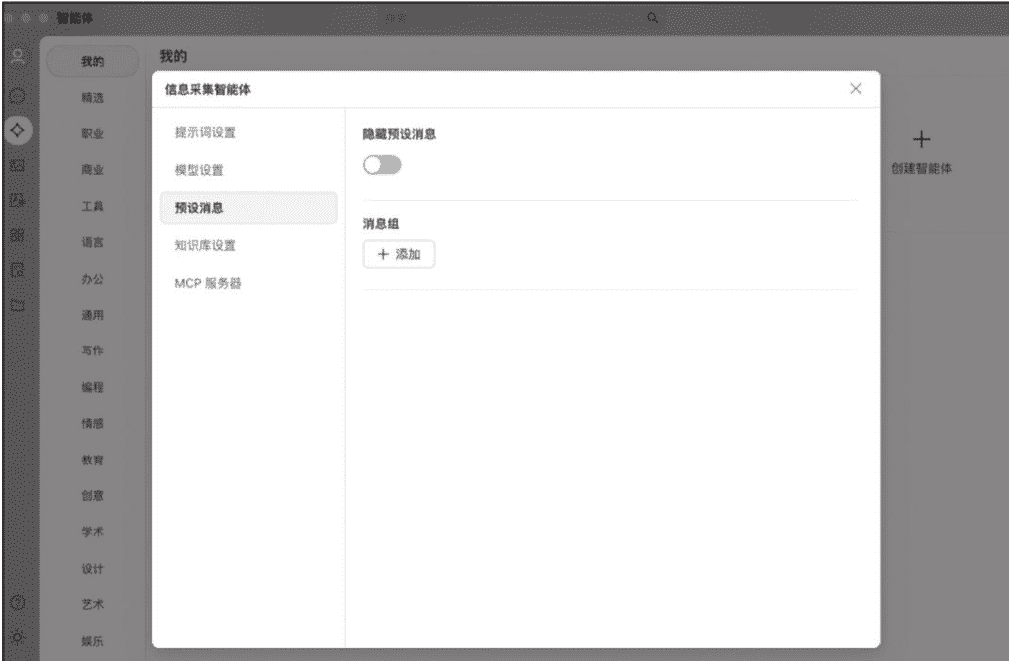 智能体
搜索
我的
精选
职业
商业
工具
语言
办公
通用
写作
编程
情感
教育
创意
学术
设计
艺术
娱乐
我的
信息采集智能体
提示词设置
模型设置
预设消息
知识库设置
MCP 服务器
隐藏预设消息
消息组
添加
创建智能体